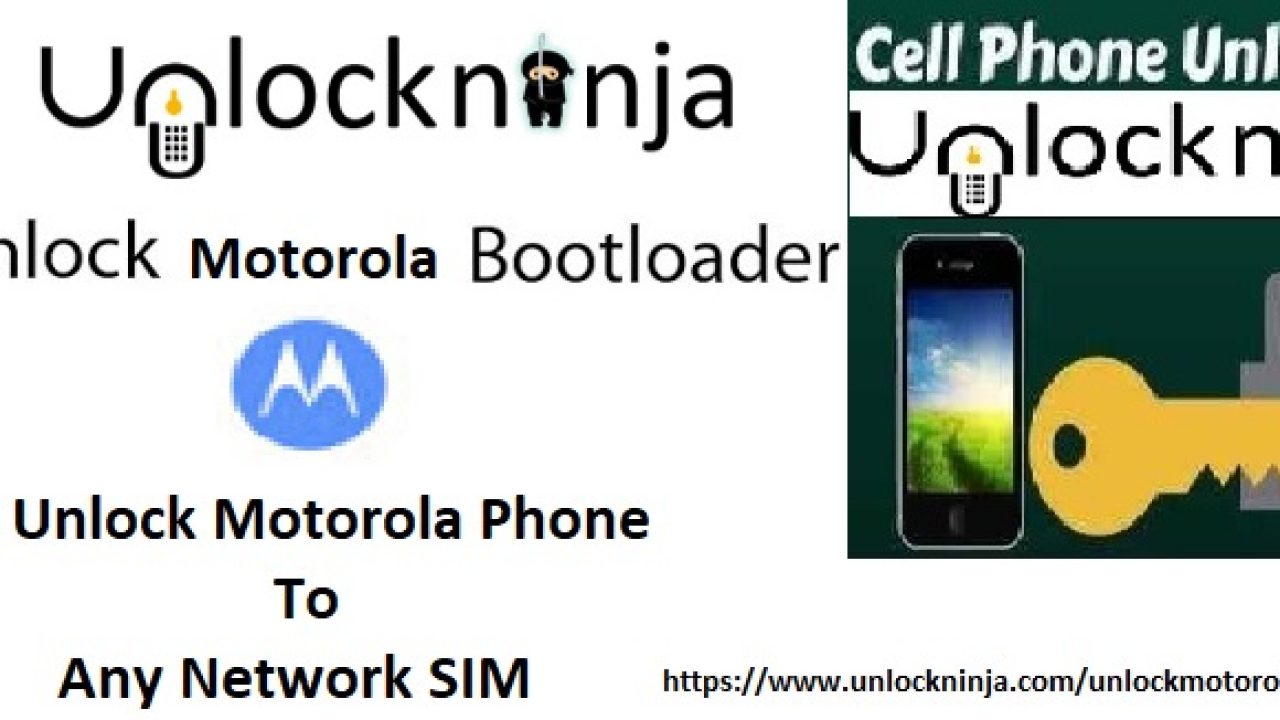 Unlockninja
nlock Motorola Bootloader
Unlock Motorola Phone
To
Any Network SIM
Cell Phone Unl
Unlockn
https://www.unlockninja.com/unlockmotoro